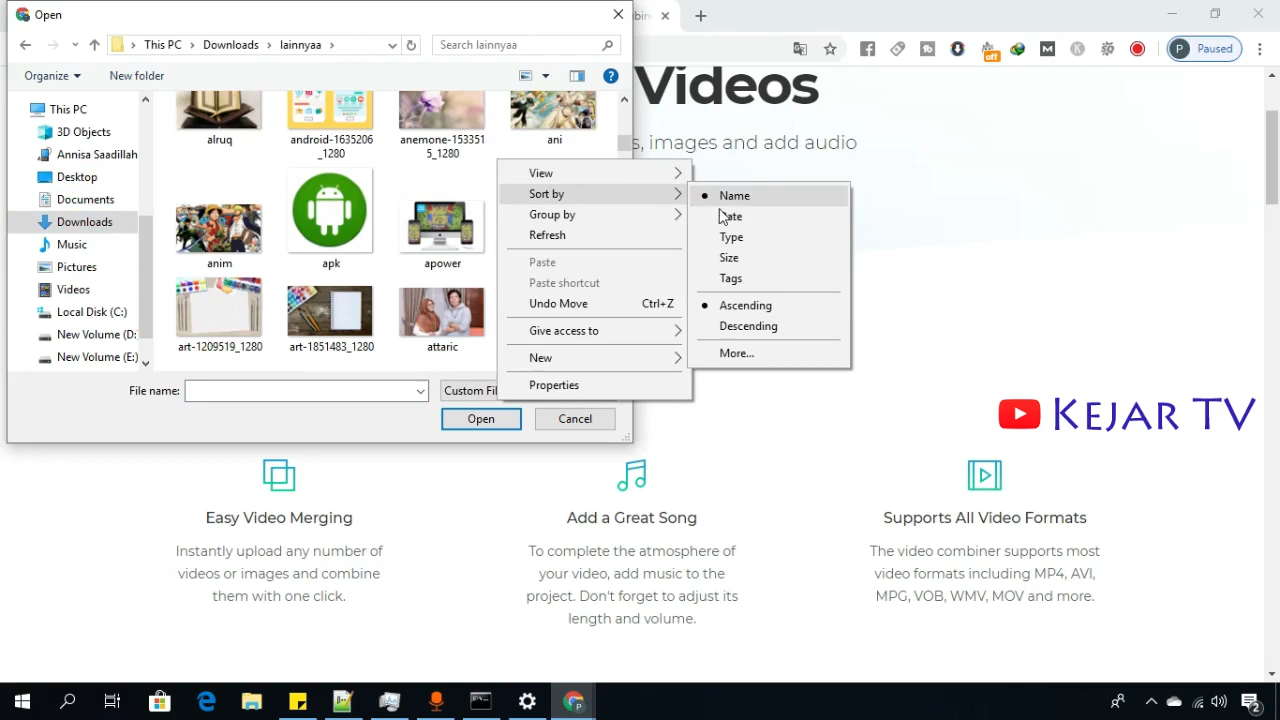 Open
This PC > Downloads > lainnyaa >
Search lainnyaa
Organize
New folder
This PC
3D Objects
Annisa Saadillah
Desktop
Documents
Downloads
Music
Pictures
Videos
Local Disk (C:)
New Volume (D:
New Volume (E:)
alruq
android-1635206
_1280
anemone-153351
5_1280
ani
anim
apk
apower
art-1209519_1280
art-1851483_1280
attaric
View
Sort by
Group by
Refresh
Paste
Paste shortcut
Undo Move Ctrl+Z
Give access to
New
Properties
Name
Type
Size
Tags
Ascending
Descending
More...
File name:
Custom Fil
Open
Cancel
off
M
K
P Paused
Videos
s, images and add audio
KEJAR TV
Easy Video Merging
Instantly upload any number of
videos or images and combine
them with one click.
Add a Great Song
To complete the atmosphere of
your video, add music to the
project. Don't forget to adjust its
length and volume.
Supports All Video Formats
The video combiner supports most
video formats including MP4, AVI,
MPG, VOB, WMV, MOV and more.
2